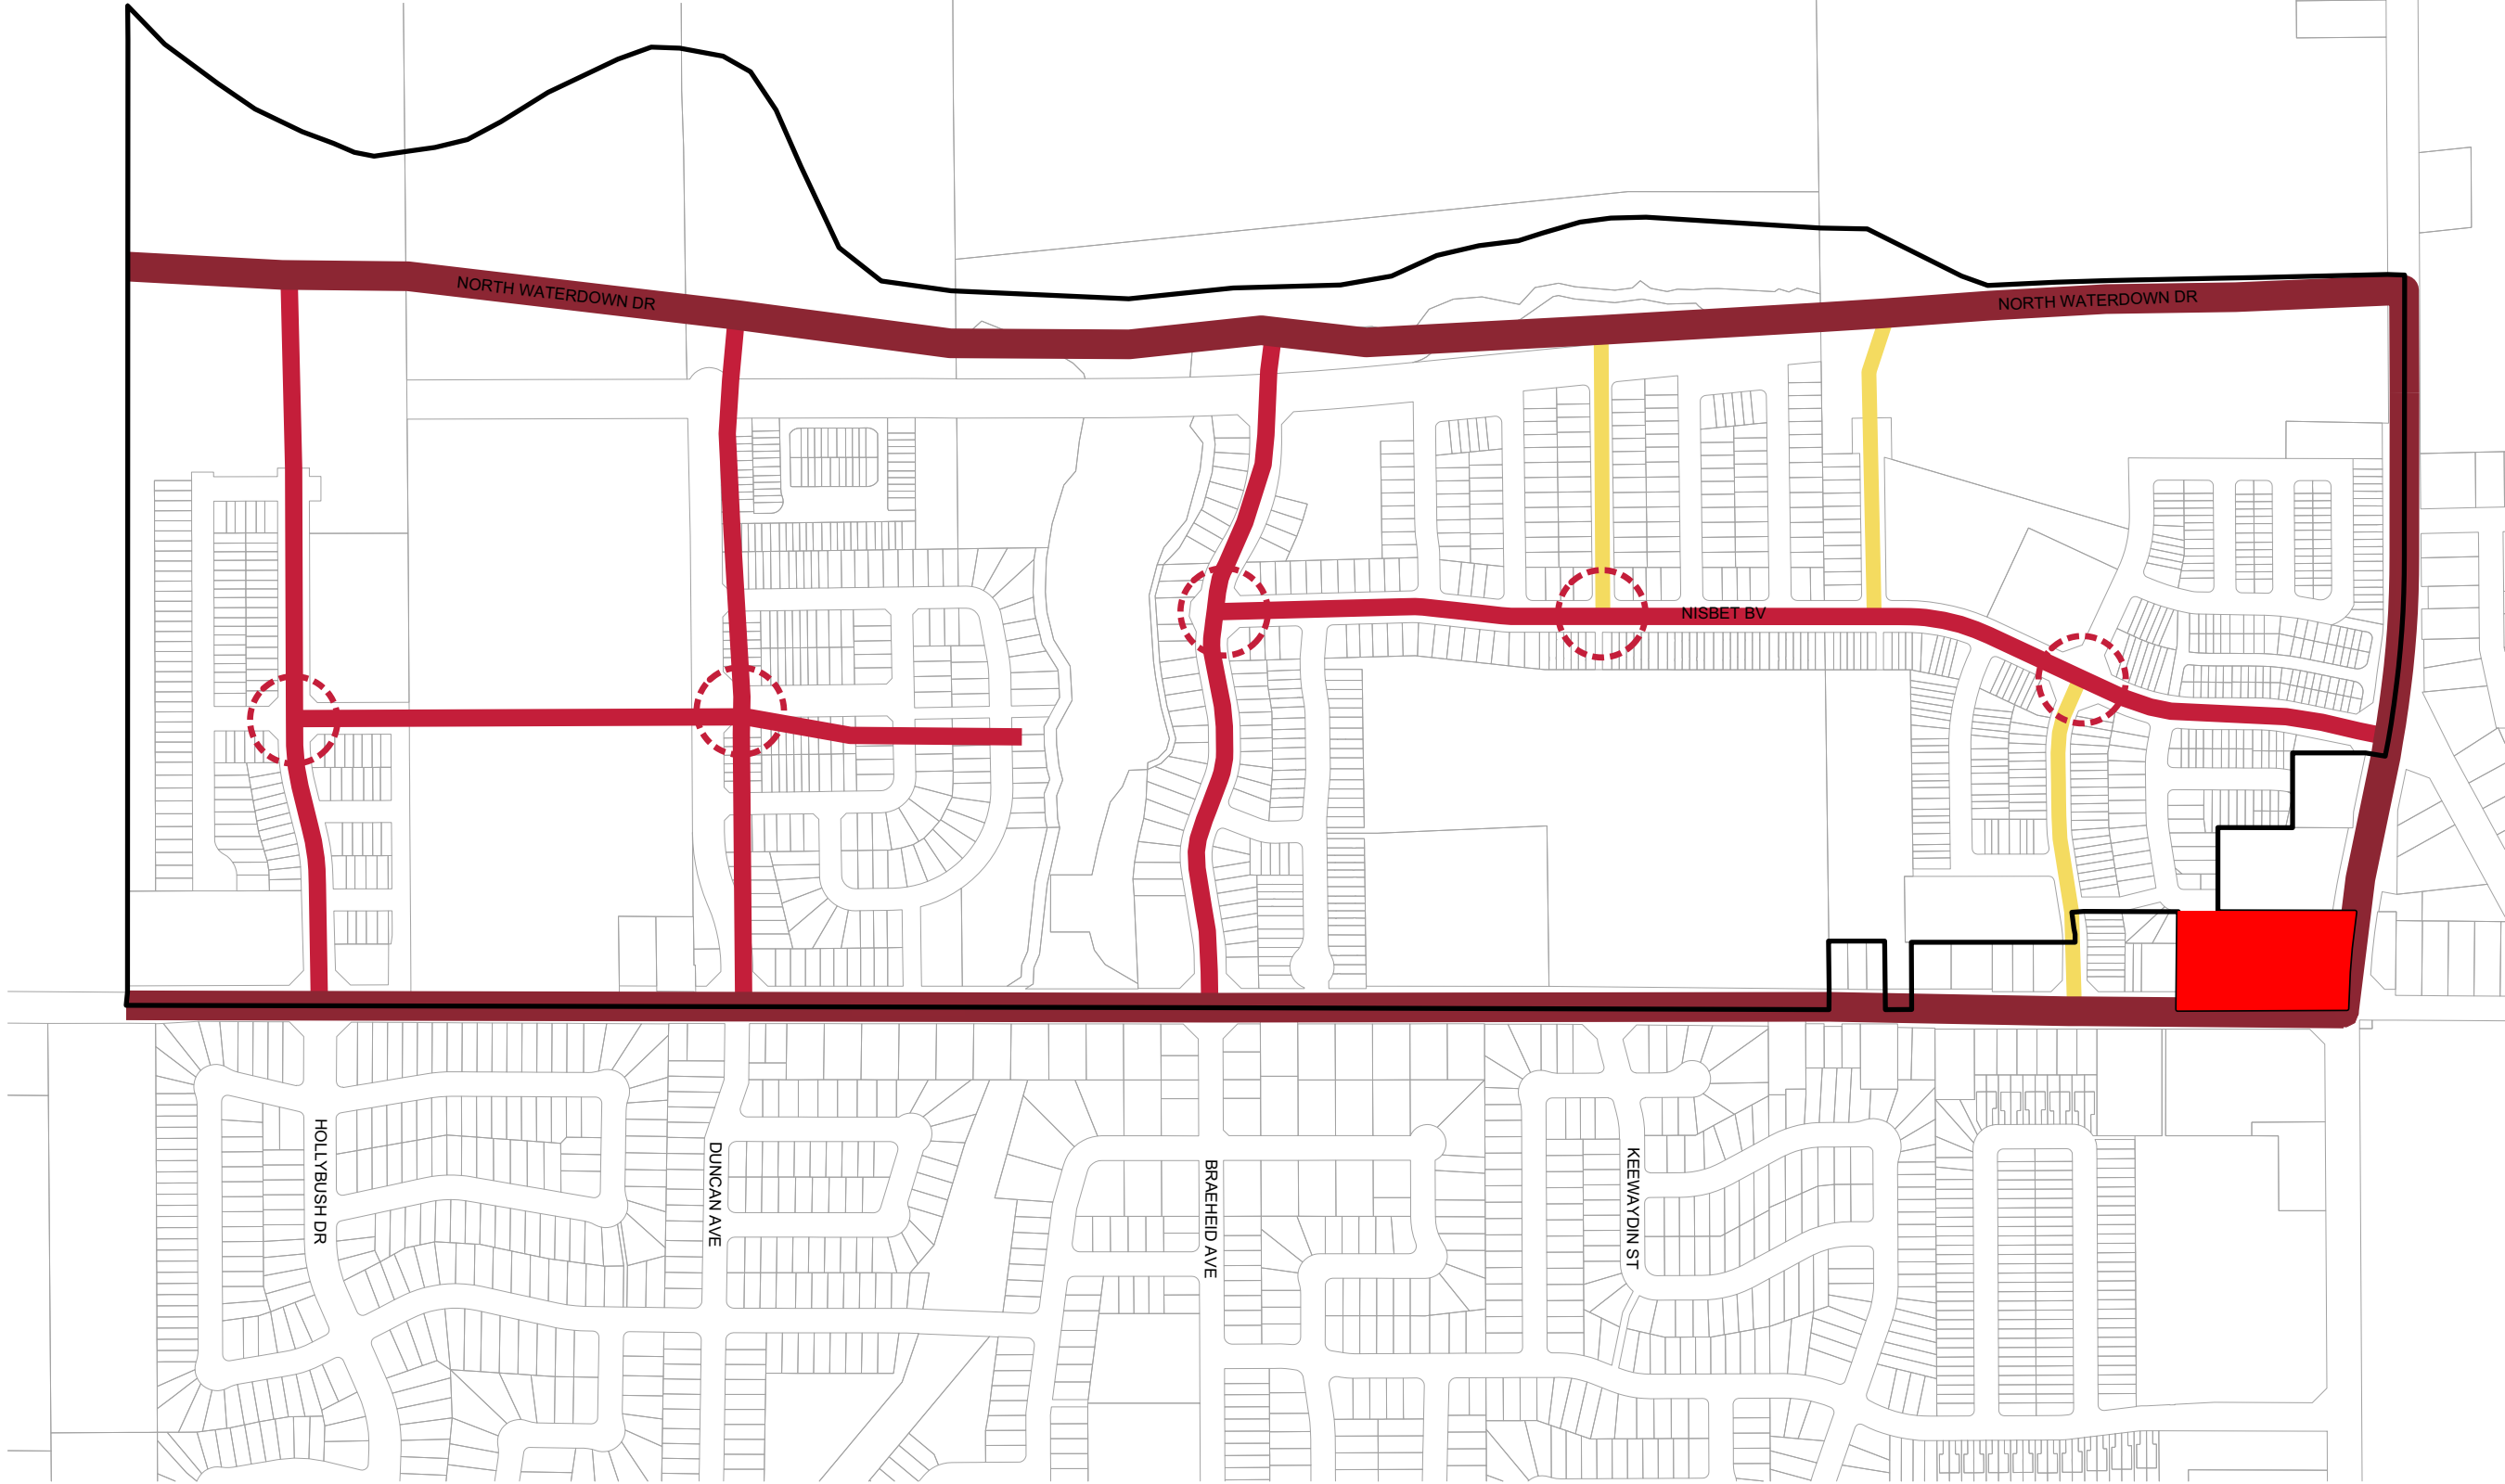 NORTH WATERDOWN DR
NORTH WATERDOWN DR
NISBET BV
HOLLYBUSH DR
DUNCAN AVE
BRAEHEID AVE
KEEWAYDIN ST